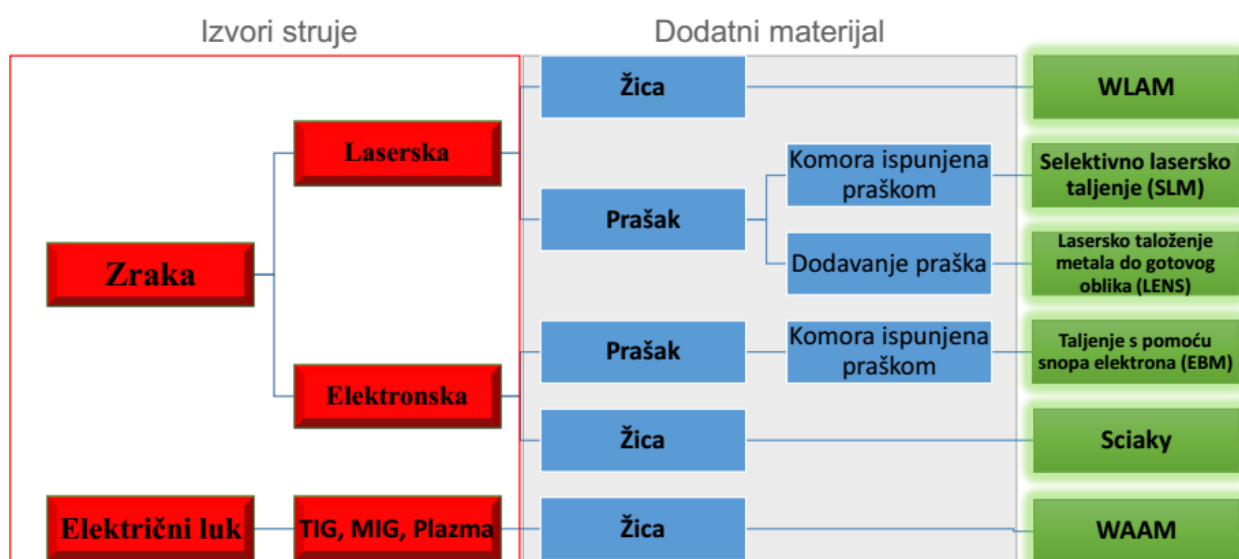 Izvori struje
Dodatni materijal
Žica
WLAM
Laserska
Komora ispunjena
praškom
Selektivno lasersko
taljenje (SLM)
Prašak
Zraka
Dodavanje praška
Lasersko taloženje
metala do gotovog
oblika (LENS)
Prašak
Komora ispunjena
praškom
Taljenje s pomoću
snopa elektrona (EBM)
Elektronska
Žica
Sciaky
Električni luk
TIG, MIG, Plazma
Žica
WAAM